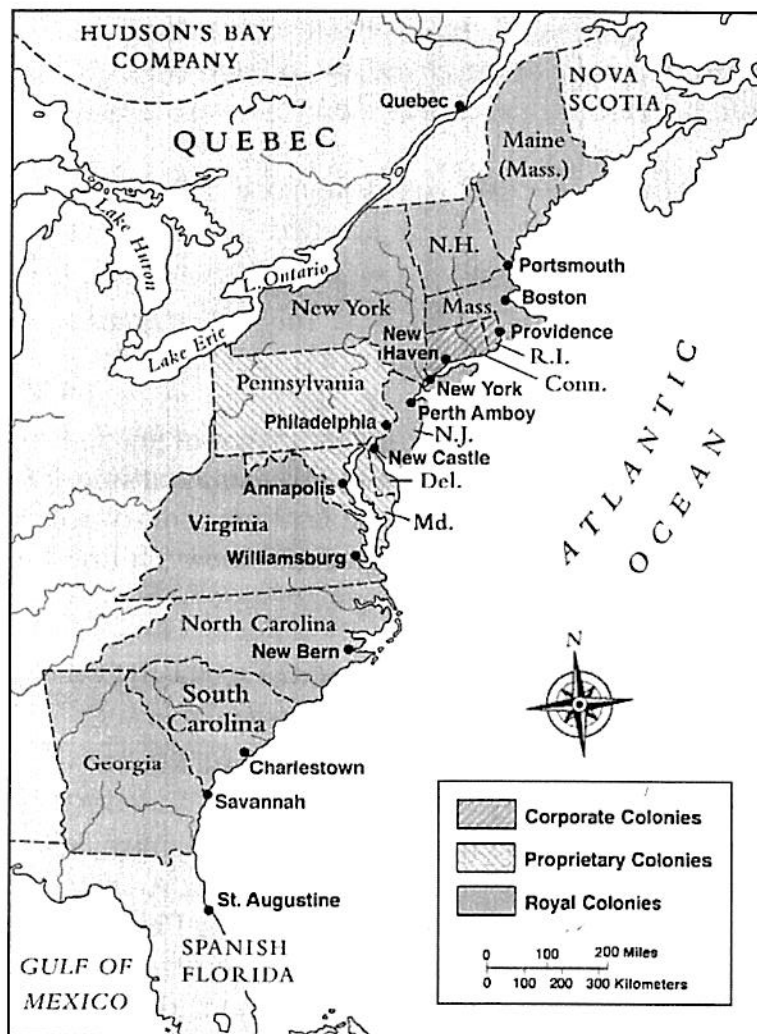 HUDSON'S BAY
COMPANY
NOVA
SCOTIA
Quebec
QUEBEC
Maine
(Mass.)
Lake Huron
L. Ontario
N.H.
Portsmouth
New York
Mass.
Boston
Lake Erie
New
Haven
Providence
R.I.
Conn.
Pennsylvania
New York
Perth Amboy
Philadelphia
N.J.
New Castle
Del.
Annapolis
Md.
Virginia
Williamsburg
ATLANTIC
OCEAN
North Carolina
New Bern
N
South
Carolina
Georgia
Charlestown
Savannah
Corporate Colonies
Proprietary Colonies
Royal Colonies
St. Augustine
SPANISH
FLORIDA
GULF OF
MEXICO
0 100 200 Miles
0 100 200 300 Kilometers